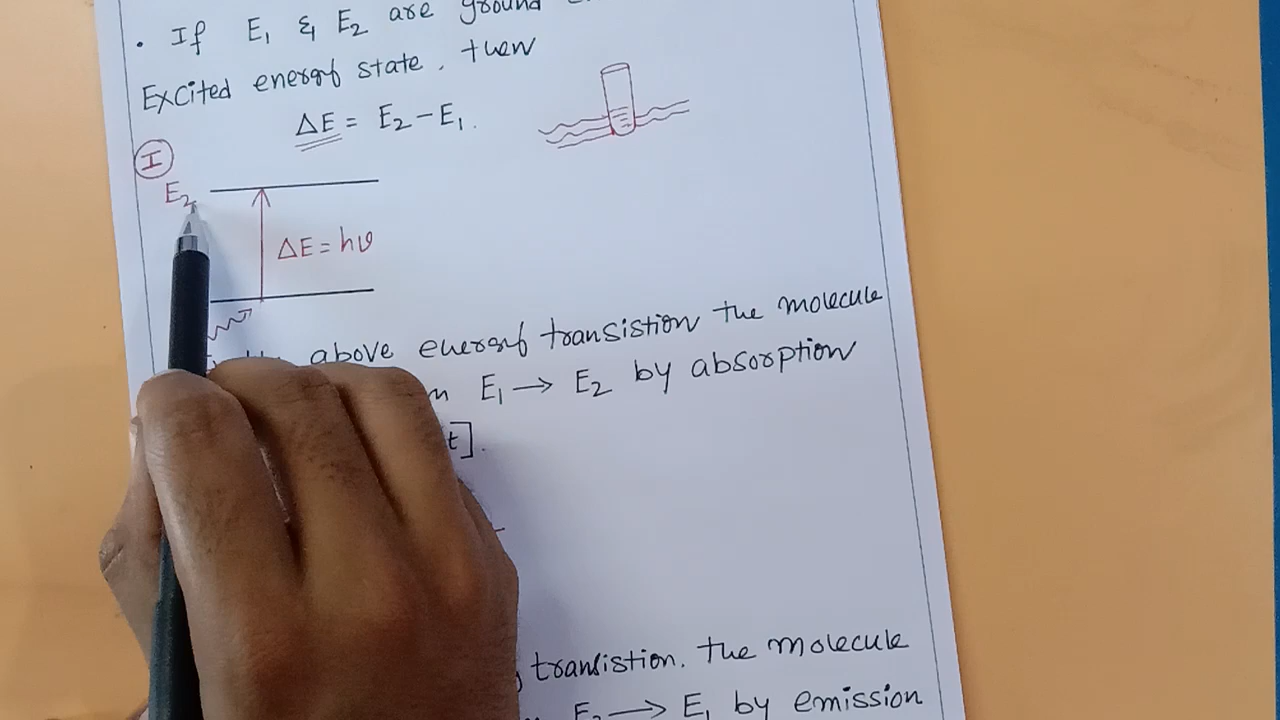 • If E₁ & E₂ are ground
Excited energy state. then
ΔE = E₂ - E₁.
I
E₂
ΔE = hν
above energy transistion the molecule
E₁ → E₂ by absorption
t].
transistion. the molecule
E₂ → E₁ by emission